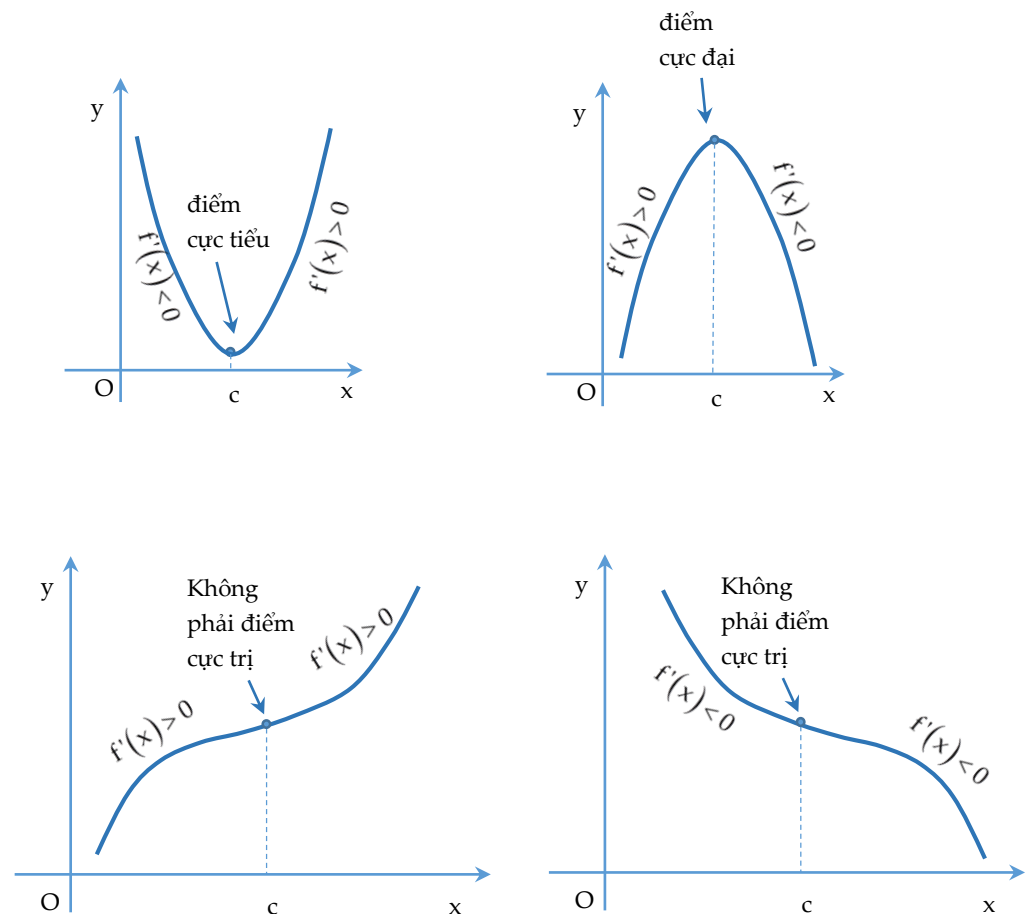 y
điểm
cực tiểu
f'(x)<0
f'(x)>0
O
c
x
điểm
cực đại
y
f'(x)>0
f'(x)<0
O
c
x
y
Không
phải điểm
cực trị
f'(x)>0
f'(x)>0
O
c
x
y
Không
phải điểm
cực trị
f'(x)<0
f'(x)<0
O
c
x